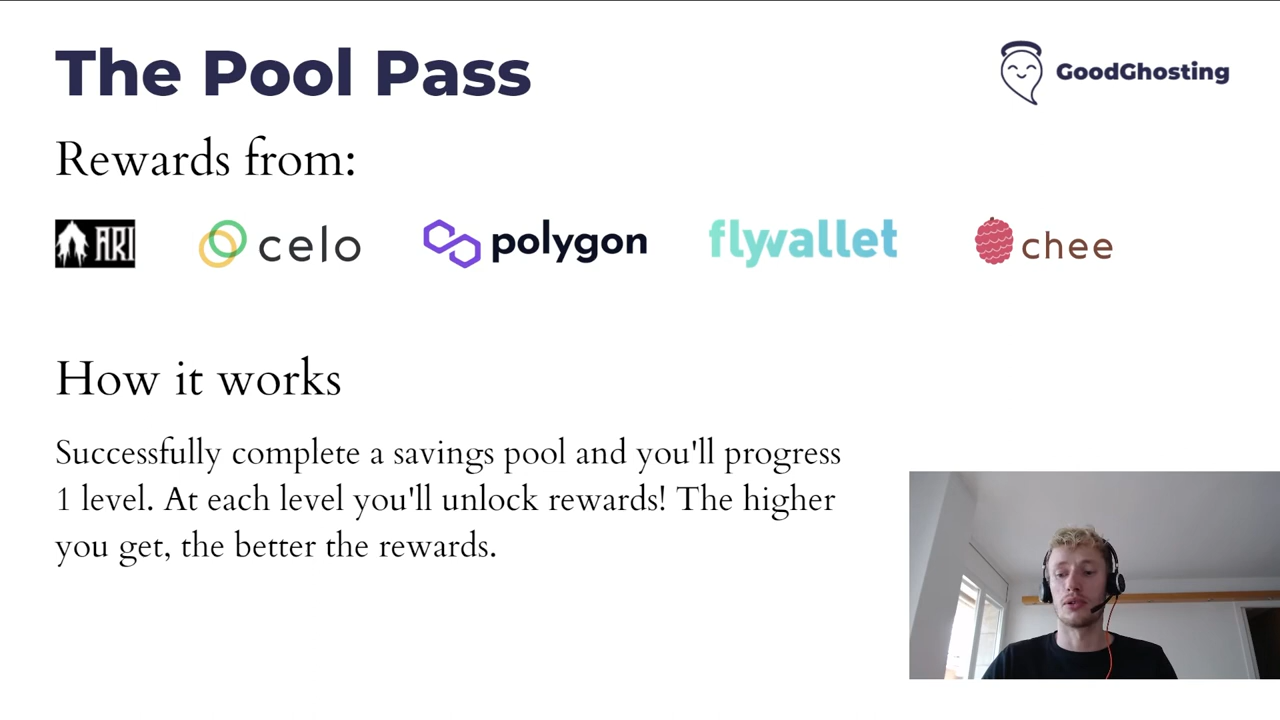 The Pool Pass
GoodGhosting
Rewards from:
ARI
celo
polygon
flywallet
chee
How it works
Successfully complete a savings pool and you'll progress
1 level. At each level you'll unlock rewards! The higher
you get, the better the rewards.